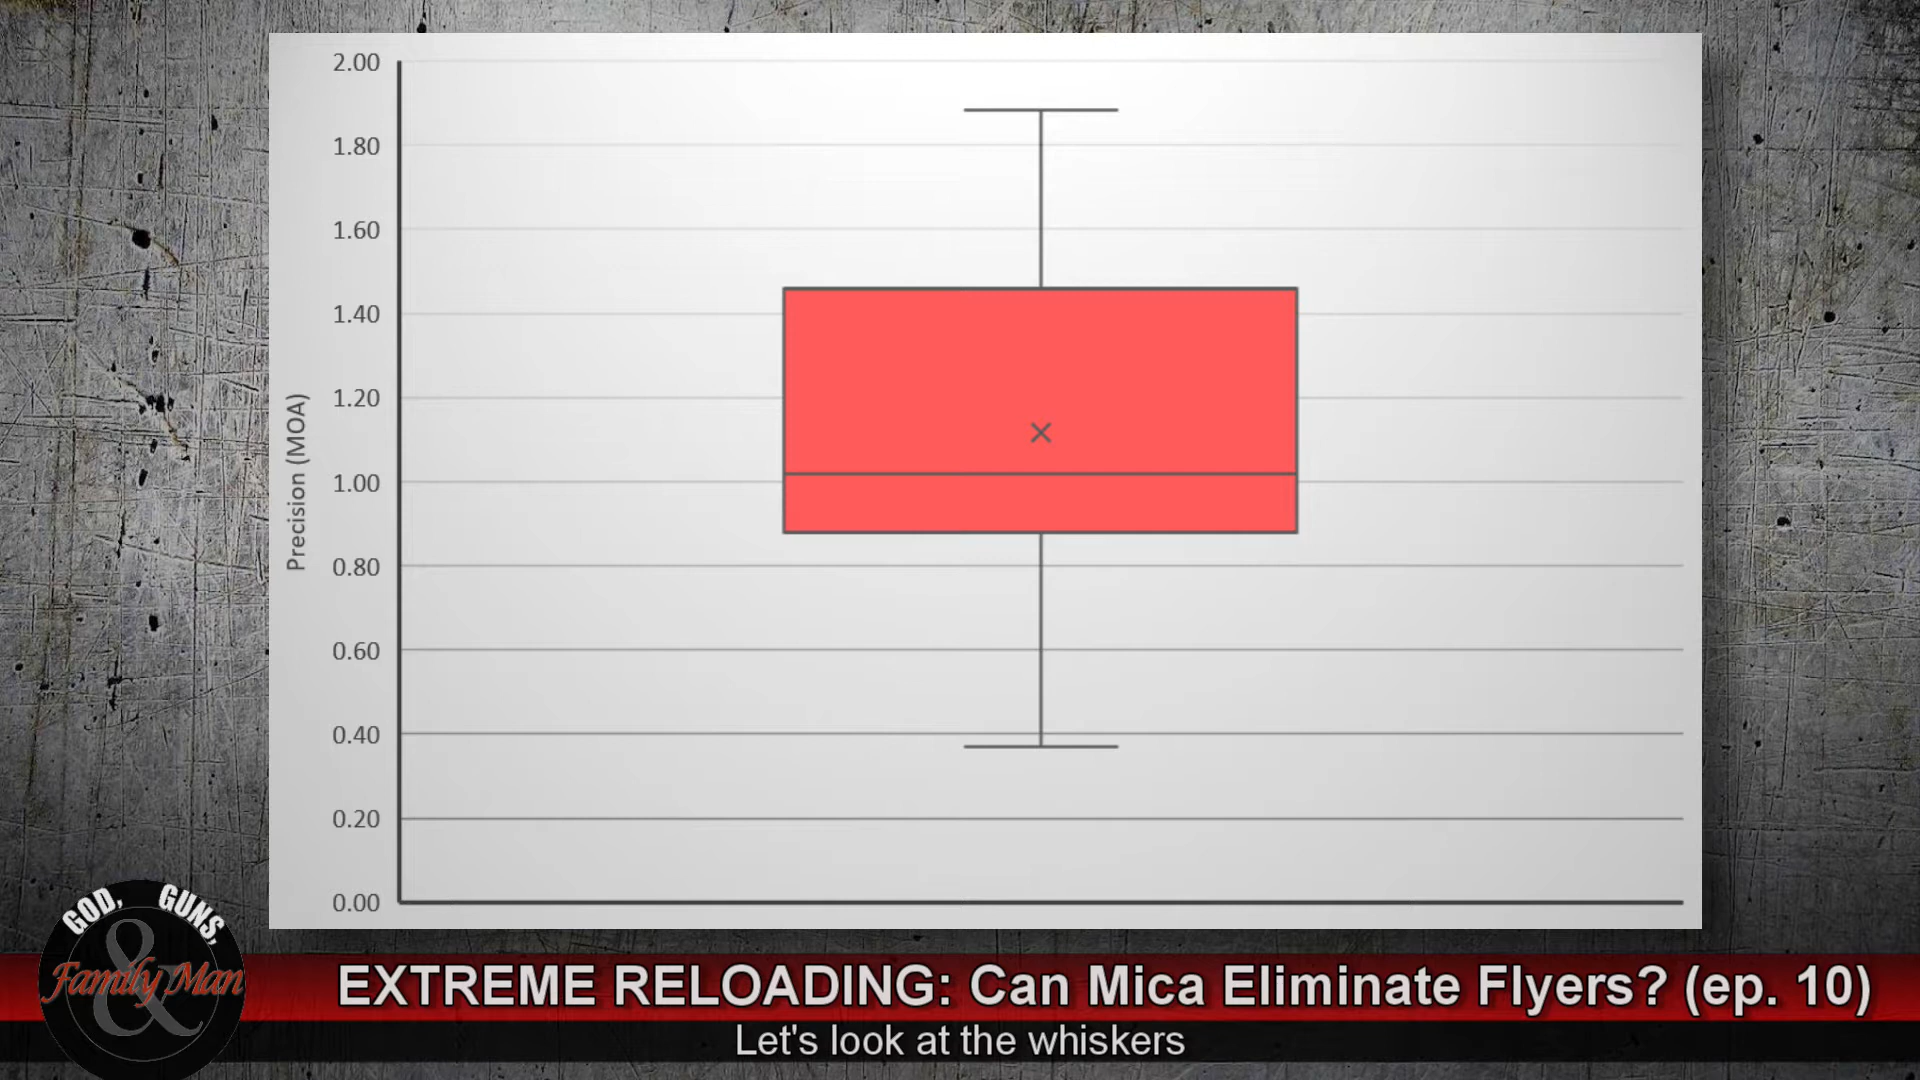 2.00
1.80
1.60
1.40
1.20
1.00
0.80
0.60
0.40
0.20
0.00
Precision (MOA)
GOD, GUNS,
&
Family Man
EXTREME RELOADING: Can Mica Eliminate Flyers? (ep. 10)
Let's look at the whiskers